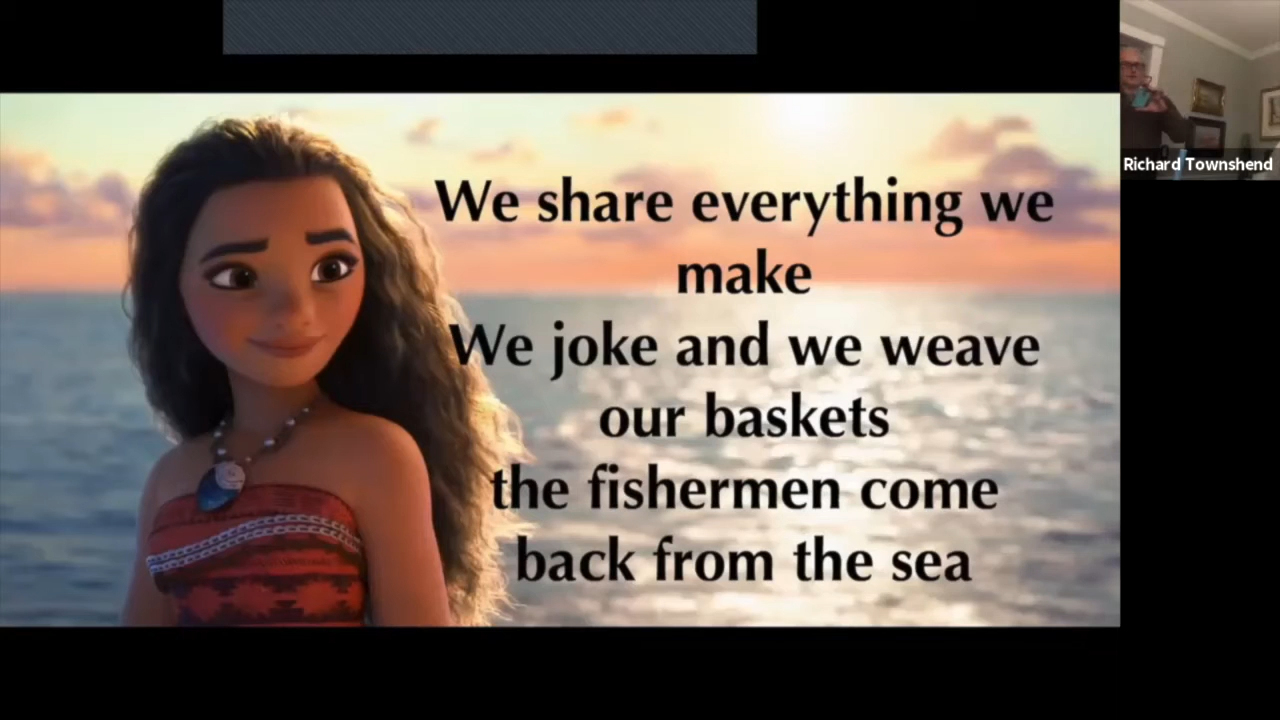 We share everything we
make
We joke and we weave
our baskets
the fishermen come
back from the sea
Richard Townshend